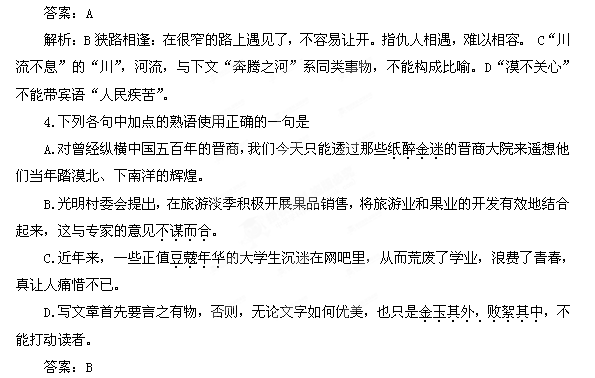 答案：A
解析：B狭路相逢：在很窄的路上遇见了，不容易让开。指仇人相遇，难以相容。 C“川
流不息”的“川”，河流，与下文“奔腾之河”系同类事物，不能构成比喻。D“漠不关心”
不能带宾语“人民疾苦”。
4.下列各句中加点的熟语使用正确的一句是
A.对曾经纵横中国五百年的晋商，我们今天只能透过那些纸醉金迷的晋商大院来遥想他
们当年踏漠北、下南洋的辉煌。
B.光明村委会提出，在旅游淡季积极开展果品销售，将旅游业和果业的开发有效地结合
起来，这与专家的意见不谋而合。
C.近年来，一些正值豆蔻年华的大学生沉迷在网吧里，从而荒废了学业，浪费了青春，
真让人痛惜不已。
D.写文章首先要言之有物，否则，无论文字如何优美，也只是金玉其外，败絮其中，不
能打动读者。
答案：B